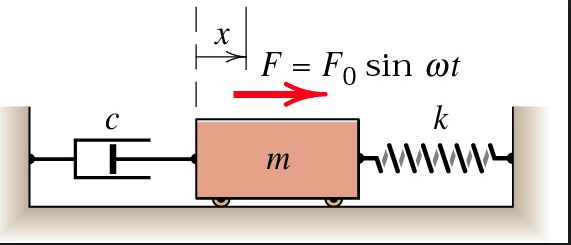 x
F = F₀ sin ωt
c
k
m